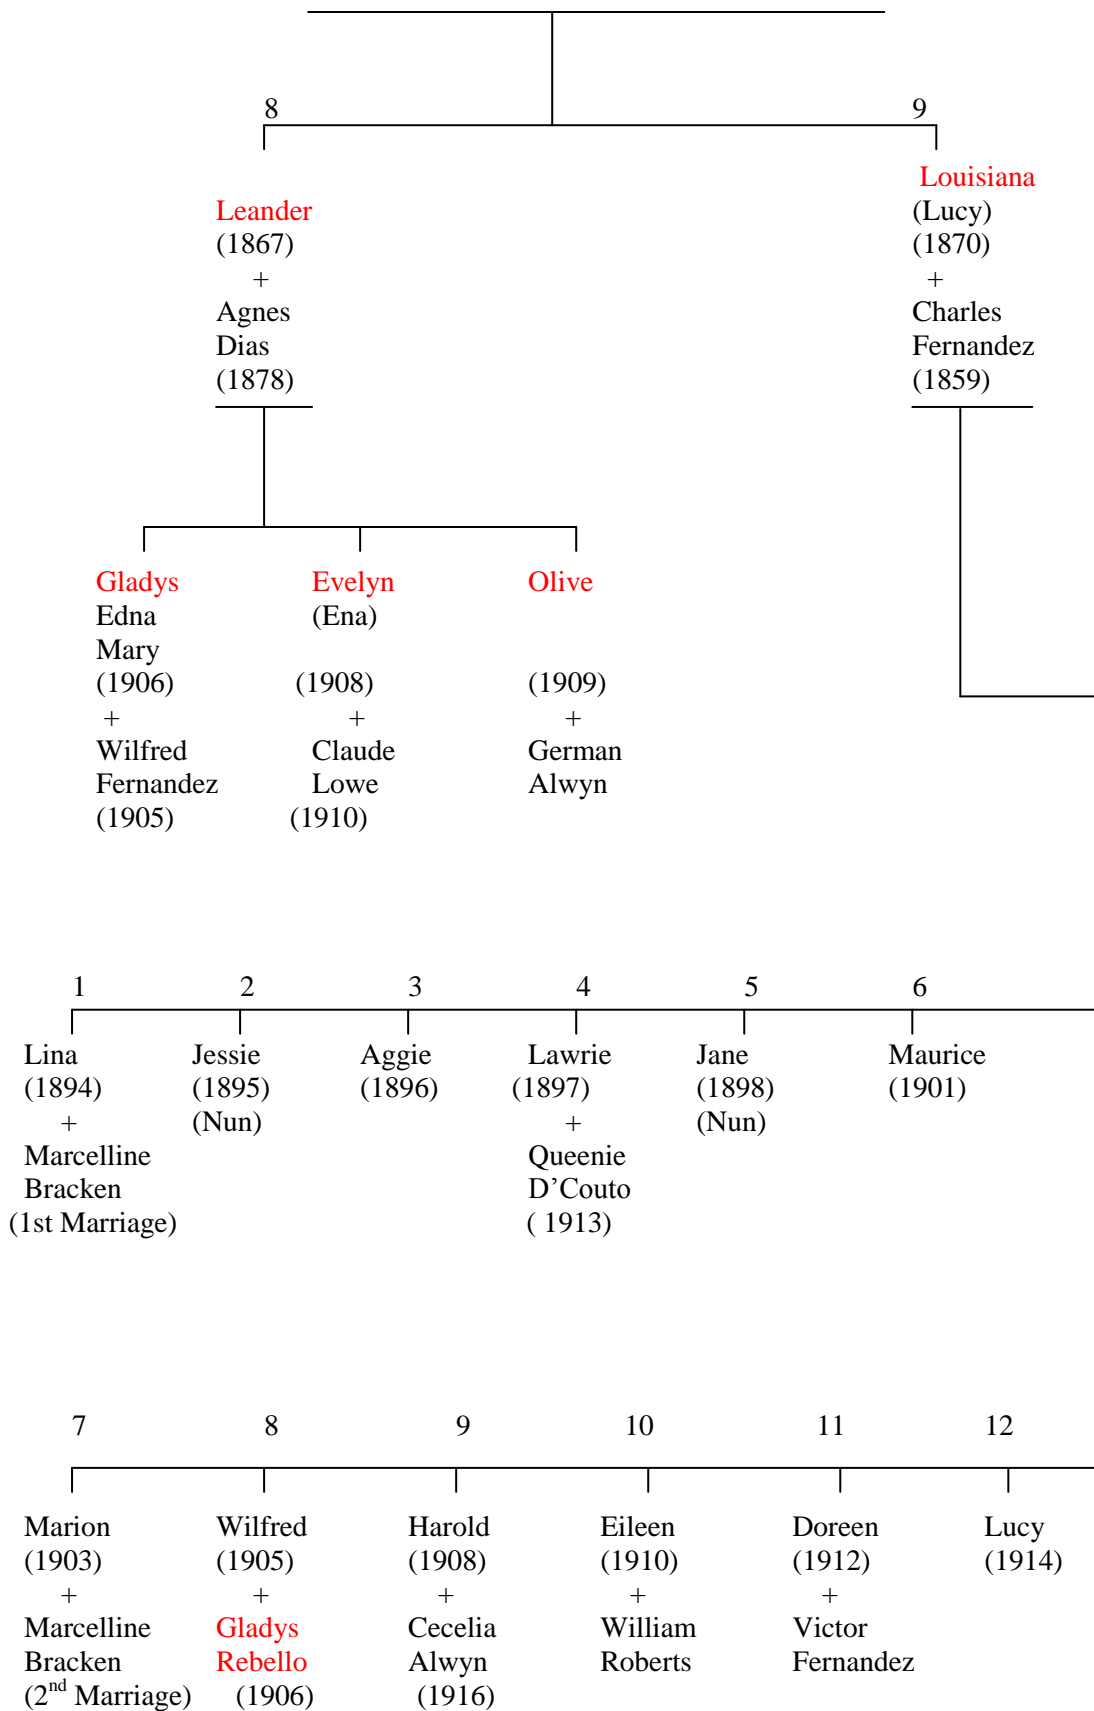 8 9
Leander
(1867)
+
Agnes
Dias
(1878)
Louisiana
(Lucy)
(1870)
+
Charles
Fernandez
(1859)
Gladys
Edna
Mary
(1906)
+
Wilfred
Fernandez
(1905)
Evelyn
(Ena)
(1908)
+
Claude
Lowe
(1910)
Olive
(1909)
+
German
Alwyn
1 2 3 4 5 6
Lina
(1894)
+
Marcelline
Bracken
(1st Marriage)
Jessie
(1895)
(Nun)
Aggie
(1896)
Lawrie
(1897)
+
Queenie
D’Couto
( 1913)
Jane
(1898)
(Nun)
Maurice
(1901)
7 8 9 10 11 12
Marion
(1903)
+
Marcelline
Bracken
(2nd Marriage)
Wilfred
(1905)
+
Gladys
Rebello
(1906)
Harold
(1908)
+
Cecelia
Alwyn
(1916)
Eileen
(1910)
+
William
Roberts
Doreen
(1912)
+
Victor
Fernandez
Lucy
(1914)